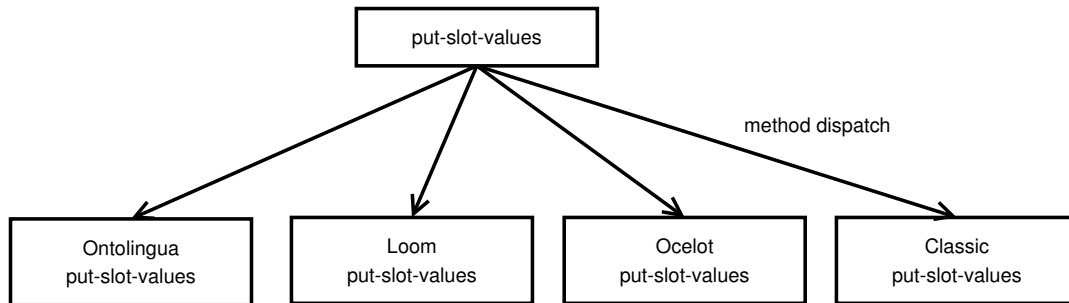 put-slot-values
method dispatch
Ontolingua
put-slot-values
Loom
put-slot-values
Ocelot
put-slot-values
Classic
put-slot-values